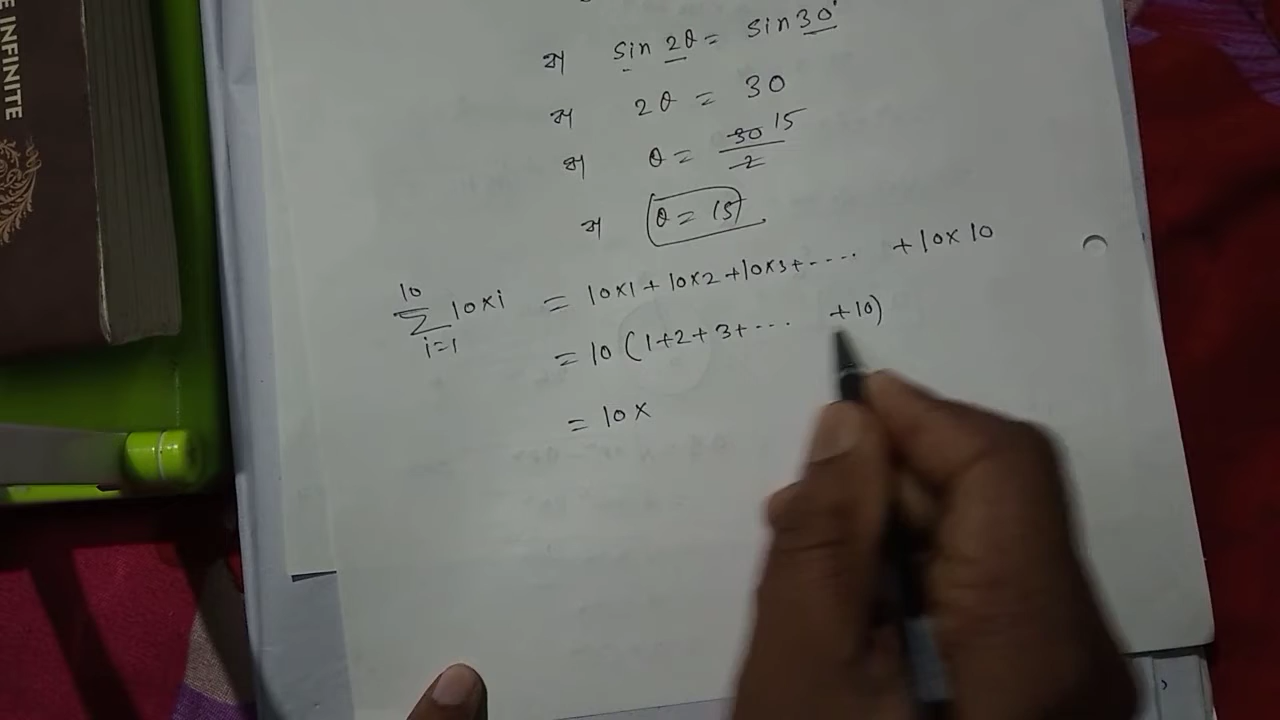 E INFINITE
বা sin 2θ = sin 30°
বা 2θ = 30
বা θ = 30 15 / 2
বা θ = 15
10
∑ 10×i = 10×1 + 10×2 + 10×3 + ..... + 10×10
i=1
= 10 (1+2+3+... +10)
= 10×